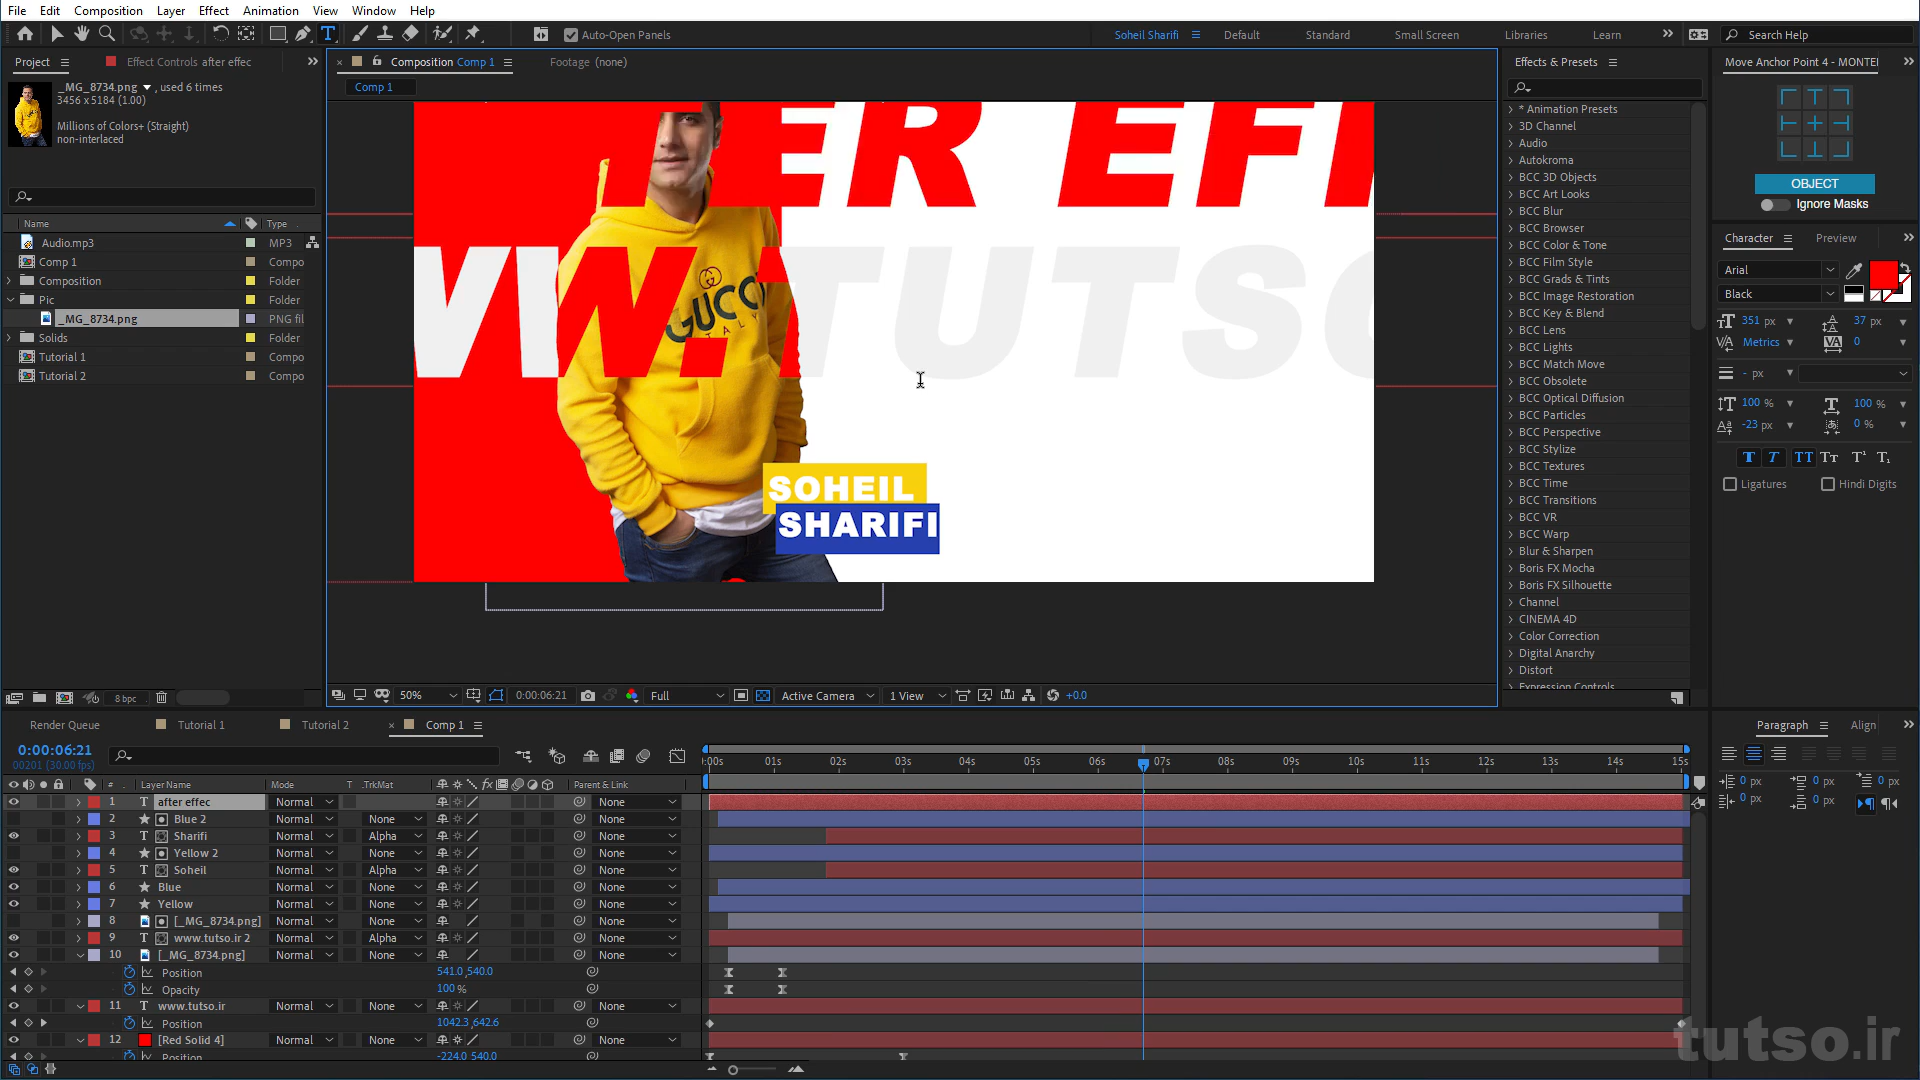 File Edit Composition Layer Effect Animation View Window Help
Auto-Open Panels Soheil Sharifi Default Standard Small Screen Libraries Learn Search Help
Project Effect Controls after effec
_MG_8734.png , used 6 times
3456 x 5184 (1.00)
Millions of Colors+ (Straight)
non-interlaced
Name Type
Audio.mp3 MP3
Comp 1 Compo
Composition Folder
Pic Folder
_MG_8734.png PNG fil
Solids Folder
Tutorial 1 Compo
Tutorial 2 Compo
8 bpc
Composition Comp 1 Footage (none)
Comp 1
TER EFF
WW.TUTSO
GUCCI
ITALY
SOHEIL
SHARIFI
50% 0:00:06:21 Full Active Camera 1 View +0.0
Effects & Presets
* Animation Presets
3D Channel
Audio
Autokroma
BCC 3D Objects
BCC Art Looks
BCC Blur
BCC Browser
BCC Color & Tone
BCC Film Style
BCC Grads & Tints
BCC Image Restoration
BCC Key & Blend
BCC Lens
BCC Lights
BCC Match Move
BCC Obsolete
BCC Optical Diffusion
BCC Particles
BCC Perspective
BCC Stylize
BCC Textures
BCC Time
BCC Transitions
BCC VR
BCC Warp
Blur & Sharpen
Boris FX Mocha
Boris FX Silhouette
Channel
CINEMA 4D
Color Correction
Digital Anarchy
Distort
Expression Controls
Move Anchor Point 4 - MONTE
OBJECT
Ignore Masks
Character Preview
Arial
Black
351 px 37 px
Metrics 0
- px
100 % 100 %
-23 px 0 %
T T TT Tт T¹ T₁
Ligatures Hindi Digits
Paragraph Align
0 px 0 px 0 px
0 px 0 px
Render Queue Tutorial 1 Tutorial 2 Comp 1
0:00:06:21
00201 (30.00 fps)
:00s 01s 02s 03s 04s 05s 06s 07s 08s 09s 10s 11s 12s 13s 14s 15s
# Layer Name Mode T .TrkMat Parent & Link
1 after effec Normal None
2 Blue 2 Normal None None
3 Sharifi Normal Alpha None
4 Yellow 2 Normal None None
5 Soheil Normal Alpha None
6 Blue Normal None None
7 Yellow Normal None None
8 [_MG_8734.png] Normal None None
9 www.tutso.ir 2 Normal Alpha None
10 [_MG_8734.png] Normal None None
Position 541.0,540.0
Opacity 100 %
11 www.tutso.ir Normal None None
Position 1042.3,642.6
12 [Red Solid 4] Normal None None
Position -224.0,540.0
tutso.ir